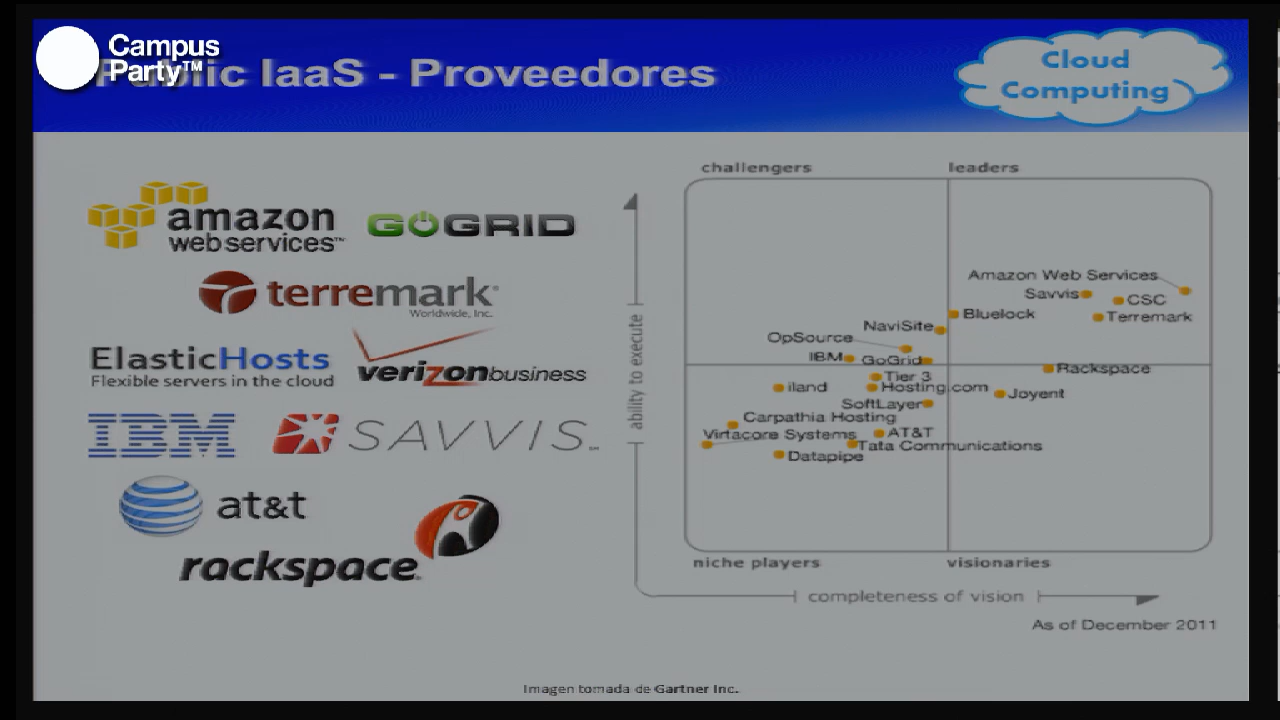 Campus
Party™
Public IaaS - Proveedores
Cloud
Computing
amazon
web services™
GOGRID
terremark®
Worldwide, Inc.
ElasticHosts
Flexible servers in the cloud
verizonbusiness
IBM
SAVVIS℠
at&t
rackspace
challengers
leaders
ability to execute
Amazon Web Services
Savvis
CSC
Bluelock
Terremark
NaviSite
OpSource
IBM
GoGrid
Rackspace
Tier 3
iland
Hosting.com
Joyent
SoftLayer
Carpathia Hosting
Virtacore Systems
AT&T
Tata Communications
Datapipe
niche players
visionaries
completeness of vision
As of December 2011
Imagen tomada de Gartner Inc.